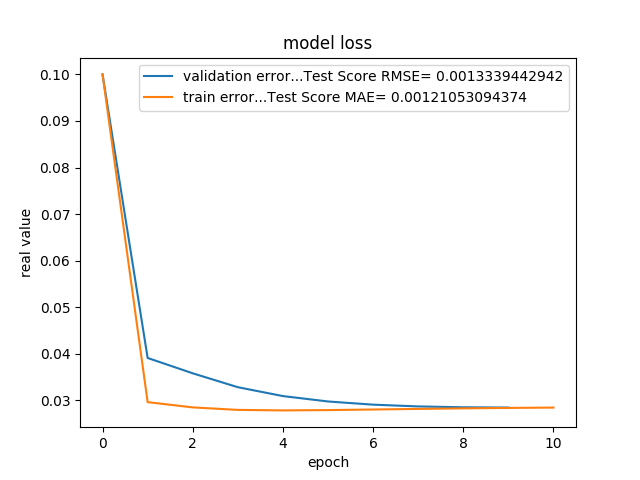 model loss
validation error...Test Score RMSE= 0.0013339442942
train error...Test Score MAE= 0.00121053094374
0.10
0.09
0.08
0.07
0.06
0.05
0.04
0.03
real value
0 2 4 6 8 10
epoch